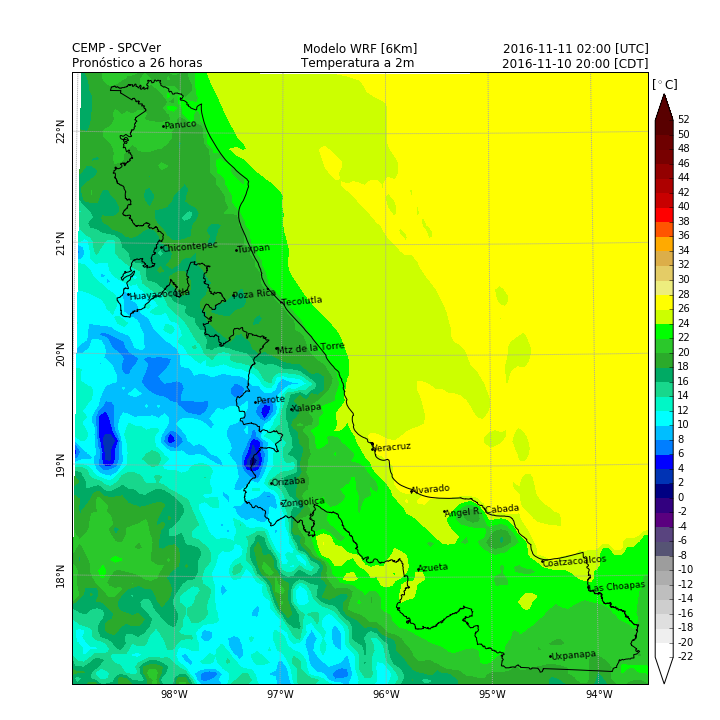 CEMP - SPCVer Modelo WRF [6Km] 2016-11-11 02:00 [UTC]
Pronóstico a 26 horas Temperatura a 2m 2016-11-10 20:00 [CDT]
[°C]
52
50
48
46
44
42
40
38
36
34
32
30
28
26
24
22
20
18
16
14
12
10
8
6
4
2
0
-2
-4
-6
-8
-10
-12
-14
-16
-18
-20
-22
22°N
21°N
20°N
19°N
18°N
Panuco
Chicontepec
Tuxpan
Huayacocotla
Poza Rica
Tecolutla
Mtz de la Torre
Perote
Xalapa
Veracruz
Orizaba
Alvarado
Zongolica
Angel R. Cabada
Azueta
Coatzacoalcos
Las Choapas
Uxpanapa
98°W 97°W 96°W 95°W 94°W